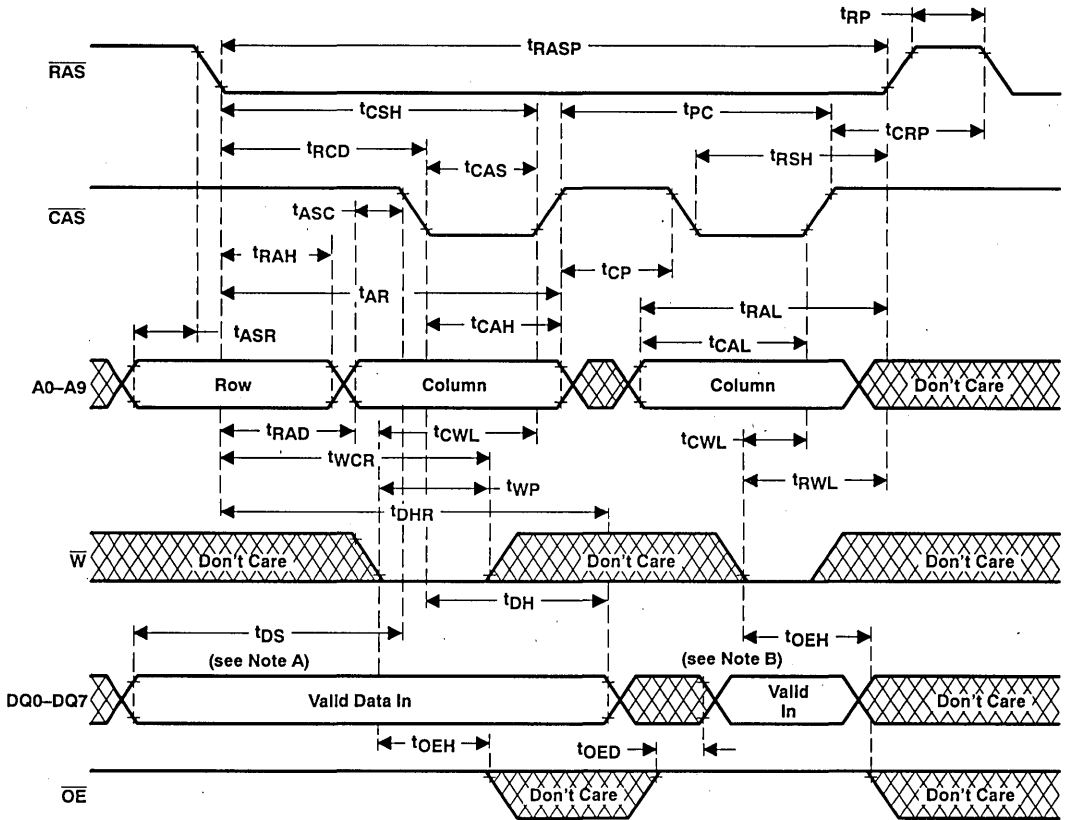 tRP
tRASP
RAS
tCSH
tPC
tCRP
tRCD
tRSH
tCAS
CAS
tASC
tRAH
tCP
tAR
tRAL
tCAH
tASR
tCAL
A0–A9
Row
Column
Column
Don't Care
tRAD
tCWL
tCWL
tWCR
tWP
tRWL
tDHR
W
Don't Care
Don't Care
Don't Care
tDH
tDS
tOEH
(see Note A)
(see Note B)
DQ0–DQ7
Valid Data In
Valid
In
Don't Care
tOEH
tOED
OE
Don't Care
Don't Care